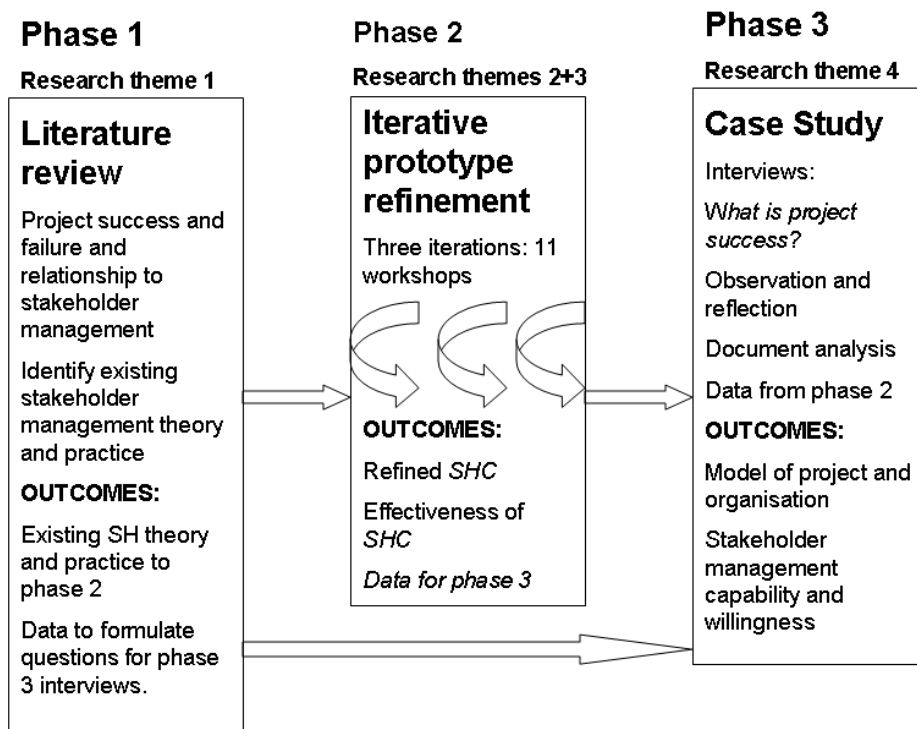 Phase 1
Research theme 1
Literature
review
Project success and
failure and
relationship to
stakeholder
management
Identify existing
stakeholder
management theory
and practice
OUTCOMES:
Existing SH theory
and practice to
phase 2
Data to formulate
questions for phase
3 interviews.
Phase 2
Research themes 2+3
Iterative
prototype
refinement
Three iterations: 11
workshops
OUTCOMES:
Refined SHC
Effectiveness of
SHC
Data for phase 3
Phase 3
Research theme 4
Case Study
Interviews:
What is project
success?
Observation and
reflection
Document analysis
Data from phase 2
OUTCOMES:
Model of project and
organisation
Stakeholder
management
capability and
willingness